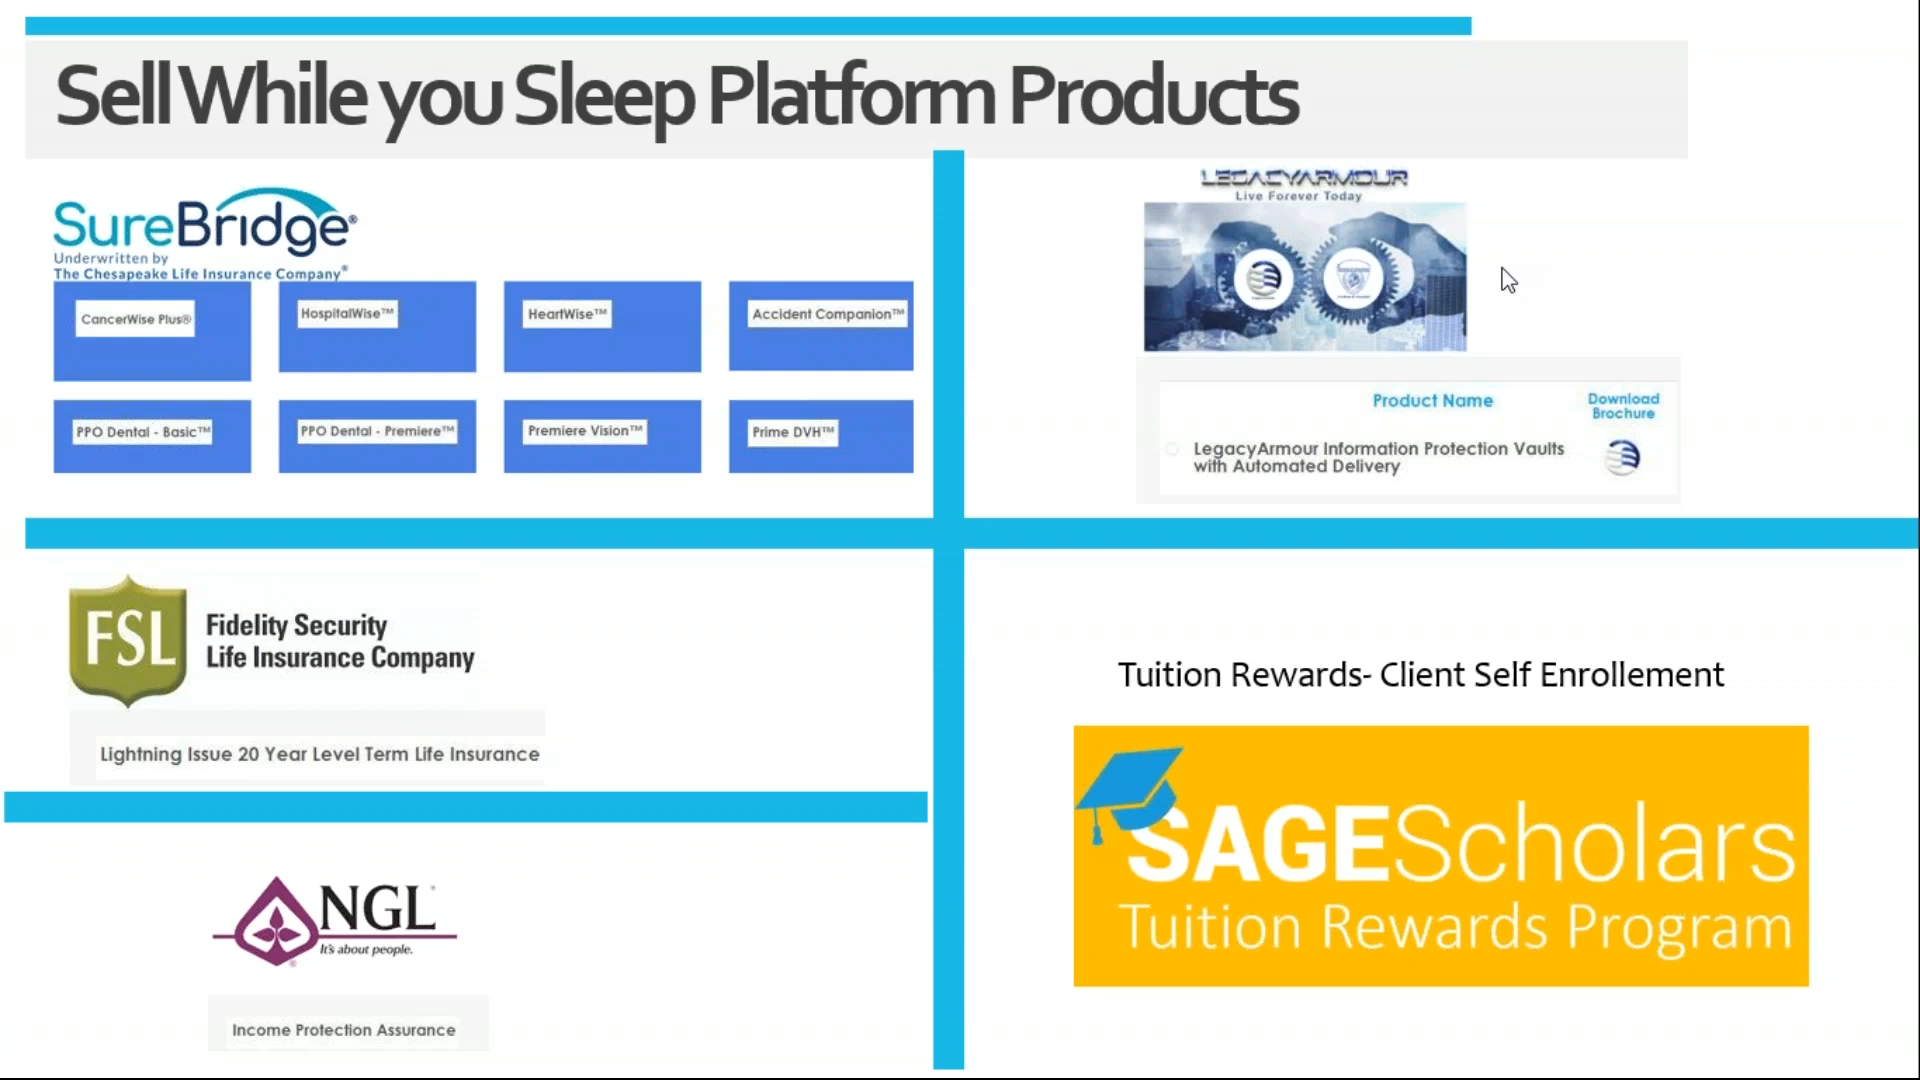 Sell While you Sleep Platform Products
SureBridge®
Underwritten by
The Chesapeake Life Insurance Company®
CancerWise Plus®
HospitalWise™
HeartWise™
Accident Companion™
PPO Dental - Basic™
PPO Dental - Premiere™
Premiere Vision™
Prime DVH™
LEGACYARMOUR
Live Forever Today
Product Name
Download
Brochure
LegacyArmour Information Protection Vaults
with Automated Delivery
FSL
Fidelity Security
Life Insurance Company
Lightning Issue 20 Year Level Term Life Insurance
NGL
It's about people.
®
Income Protection Assurance
Tuition Rewards- Client Self Enrollement
SAGEScholars
Tuition Rewards Program